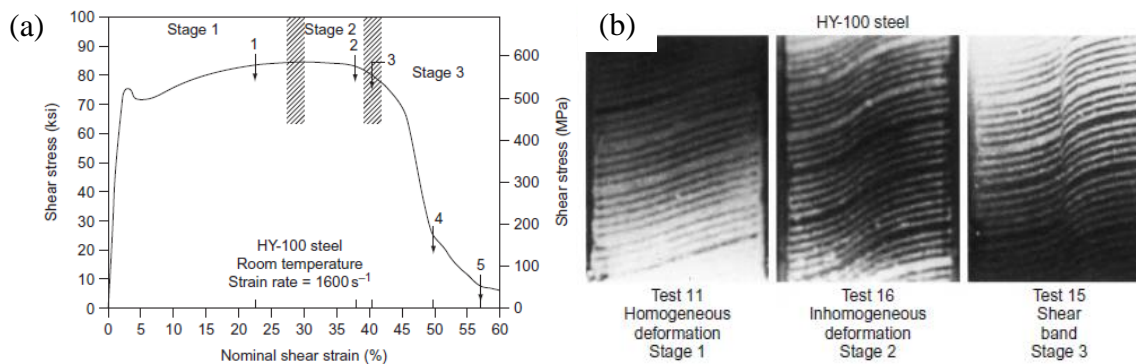 (a)
100
90
80
70
60
50
40
30
20
10
0
Shear stress (ksi)
Stage 1
Stage 2
Stage 3
1
2
3
4
5
HY-100 steel
Room temperature
Strain rate = 1600 s⁻¹
0 5 10 15 20 25 30 35 40 45 50 55 60
Nominal shear strain (%)
600
500
400
300
200
100
0
Shear stress (MPa)
(b)
HY-100 steel
Test 11
Homogeneous
deformation
Stage 1
Test 16
Inhomogeneous
deformation
Stage 2
Test 15
Shear
band
Stage 3